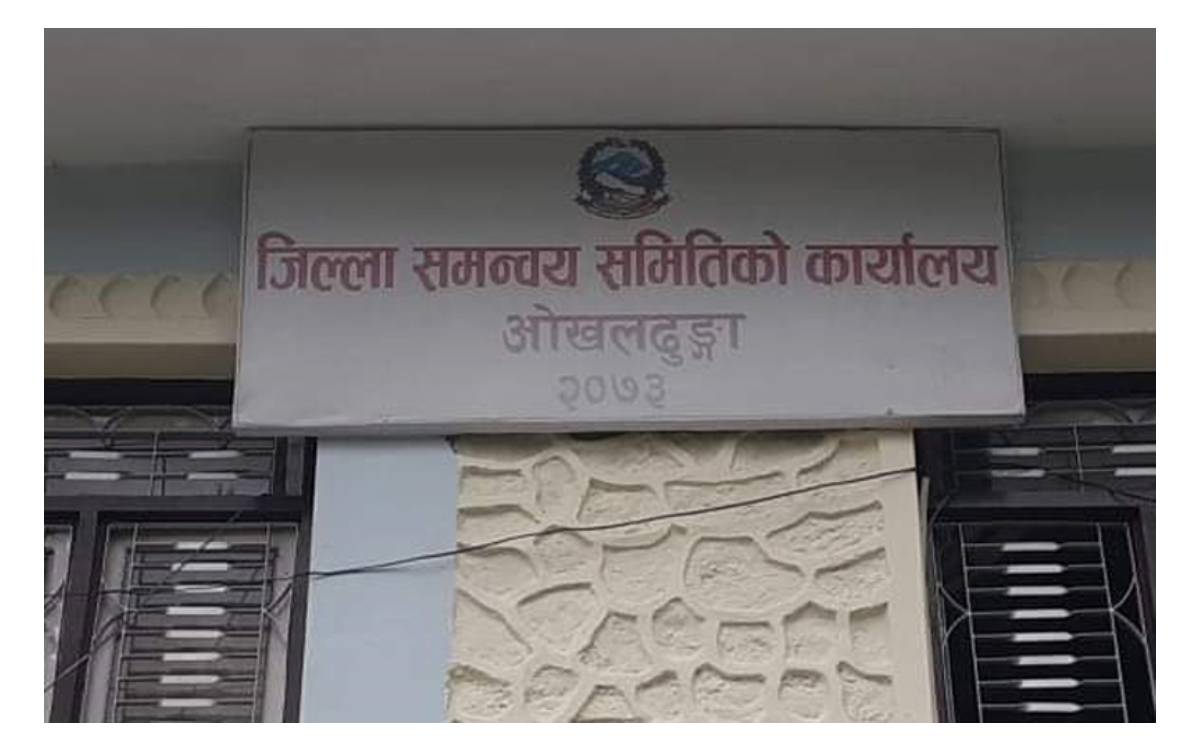 जिल्ला समन्वय समितिको कार्यालय
ओखलढुङ्गा
२०७३